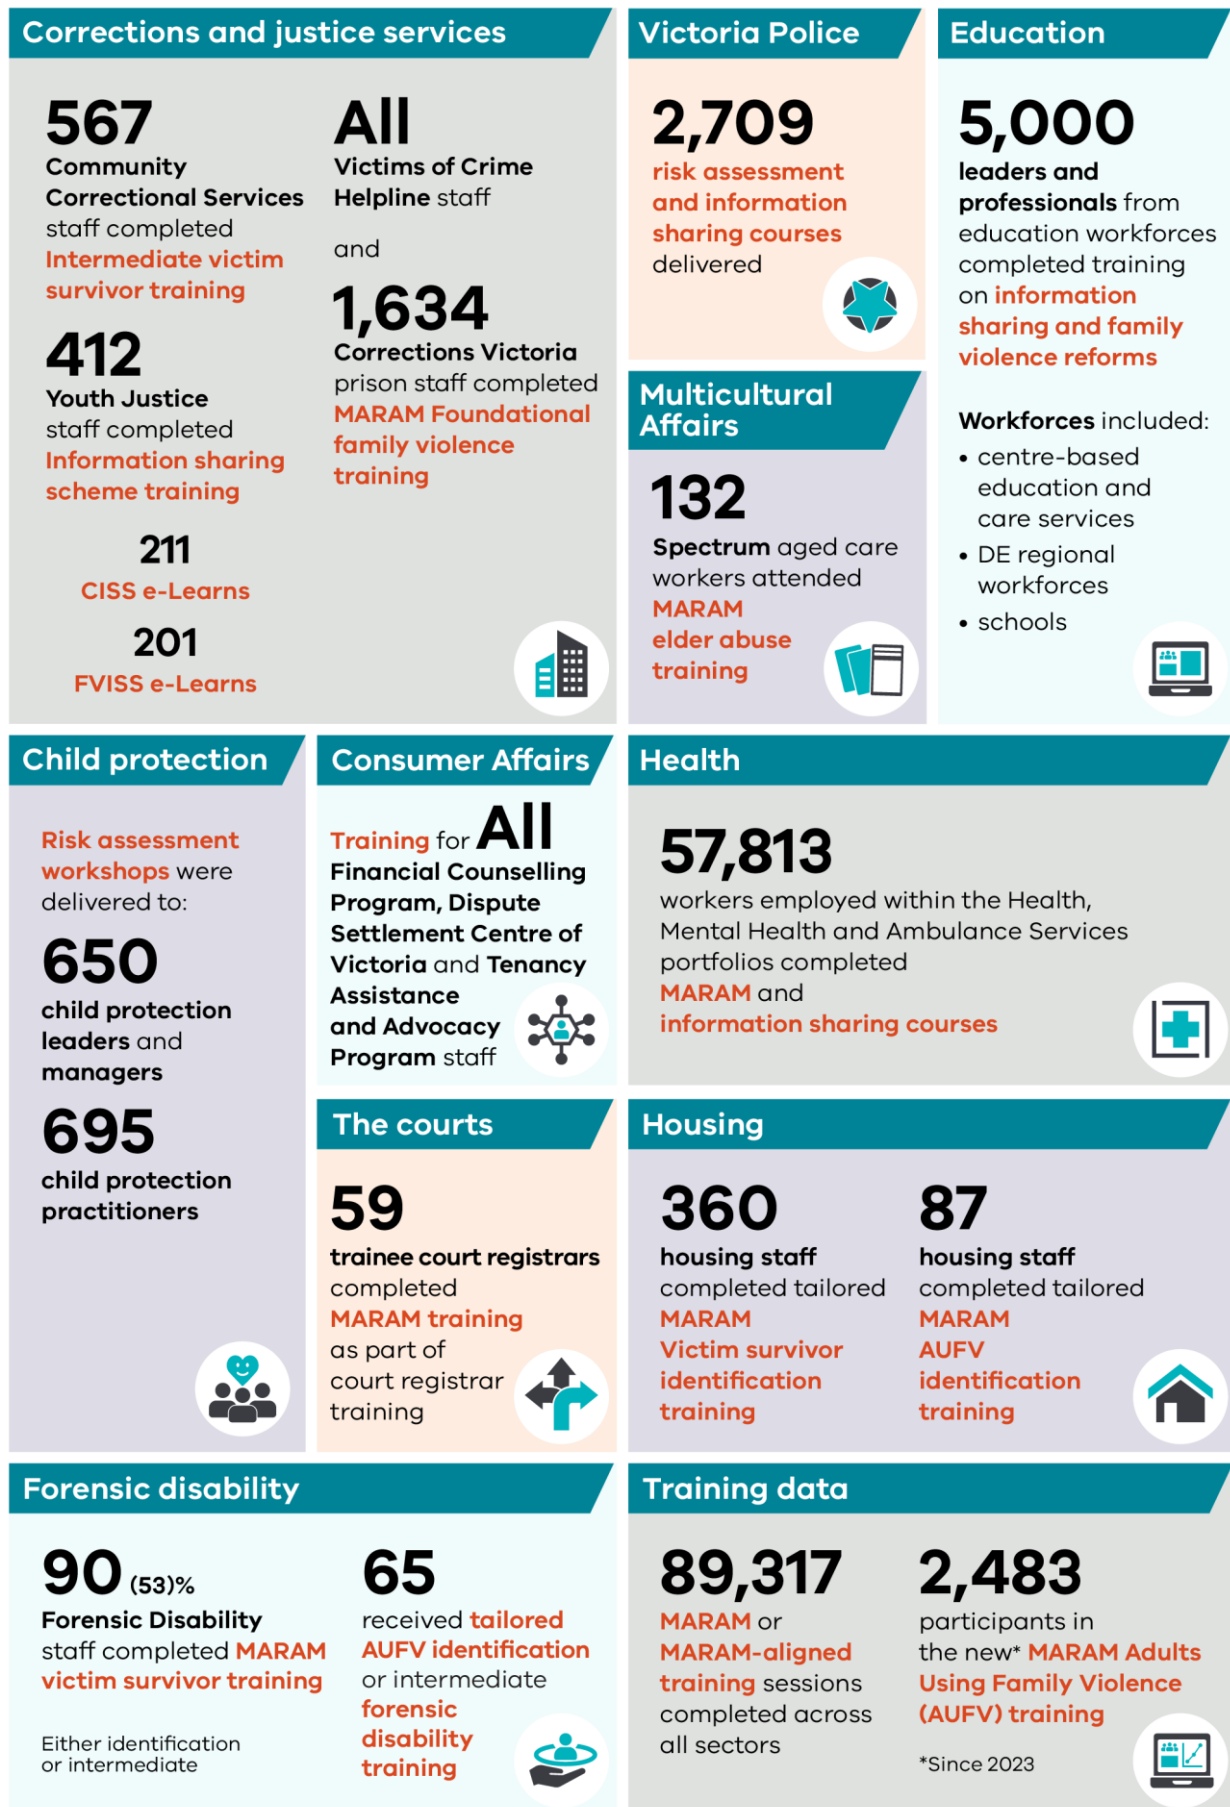 Corrections and justice services
567
Community
Correctional Services
staff completed
Intermediate victim
survivor training
412
Youth Justice
staff completed
Information sharing
scheme training
211
CISS e-Learns
201
FVISS e-Learns
All
Victims of Crime
Helpline staff
and
1,634
Corrections Victoria
prison staff completed
MARAM Foundational
family violence
training
Victoria Police
2,709
risk assessment
and information
sharing courses
delivered
Multicultural
Affairs
132
Spectrum aged care
workers attended
MARAM
elder abuse
training
Education
5,000
leaders and
professionals from
education workforces
completed training
on information
sharing and family
violence reforms
Workforces included:
• centre-based
education and
care services
• DE regional
workforces
• schools
Child protection
Risk assessment
workshops were
delivered to:
650
child protection
leaders and
managers
695
child protection
practitioners
Consumer Affairs
Training for All
Financial Counselling
Program, Dispute
Settlement Centre of
Victoria and Tenancy
Assistance
and Advocacy
Program staff
Health
57,813
workers employed within the Health,
Mental Health and Ambulance Services
portfolios completed
MARAM and
information sharing courses
The courts
59
trainee court registrars
completed
MARAM training
as part of
court registrar
training
Housing
360
housing staff
completed tailored
MARAM
Victim survivor
identification
training
87
housing staff
completed tailored
MARAM
AUFV
identification
training
Forensic disability
90 (53)%
Forensic Disability
staff completed MARAM
victim survivor training
Either identification
or intermediate
65
received tailored
AUFV identification
or intermediate
forensic
disability
training
Training data
89,317
MARAM or
MARAM-aligned
training sessions
completed across
all sectors
2,483
participants in
the new* MARAM Adults
Using Family Violence
(AUFV) training
*Since 2023